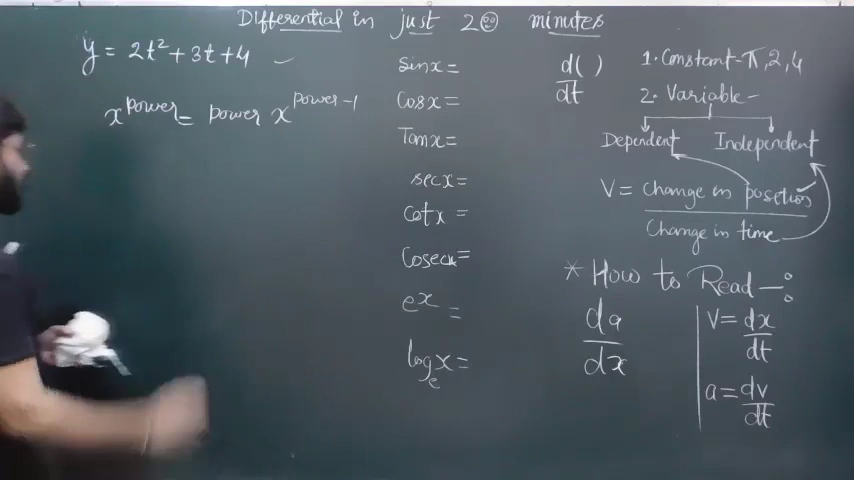 Differential in just 20 minutes
y = 2t² + 3t + 4
x^power = power x^power-1
sinx =
Cosx =
Tanx =
secx =
Cotx =
Cosecx =
e^x =
log_e x =
d( )/dt
1. Constant - π, 2, 4
2. Variable -
Dependent Independent
V = Change in position
Change in time
* How to Read —:
da/dx
V = dx/dt
a = dv/dt